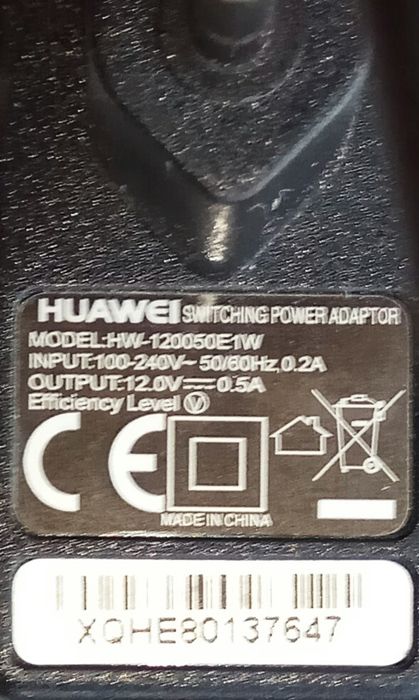 HUAWEI SWITCHING POWER ADAPTOR
MODEL:HW-120050E1W
INPUT:100-240V~ 50/60Hz, 0.2A
OUTPUT:12.0V⎓0.5A
Efficiency Level Ⓥ
CE
MADE IN CHINA
XQHE80137647